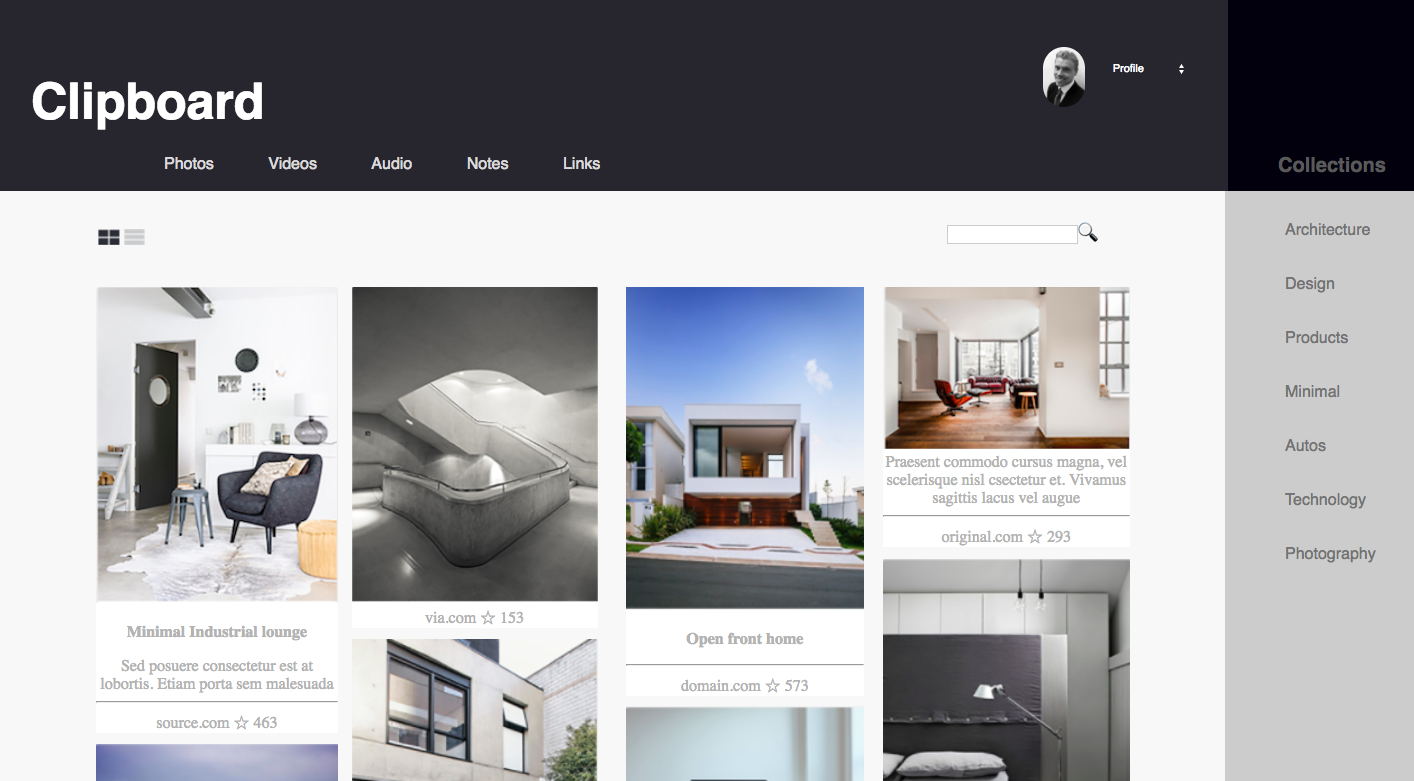 Clipboard
Profile
Photos
Videos
Audio
Notes
Links
Collections
Architecture
Design
Products
Minimal
Autos
Technology
Photography
Minimal Industrial lounge
Sed posuere consectetur est at
lobortis. Etiam porta sem malesuada
source.com ☆ 463
via.com ☆ 153
Open front home
domain.com ☆ 573
Praesent commodo cursus magna, vel
scelerisque nisl csectetur et. Vivamus
sagittis lacus vel augue
original.com ☆ 293